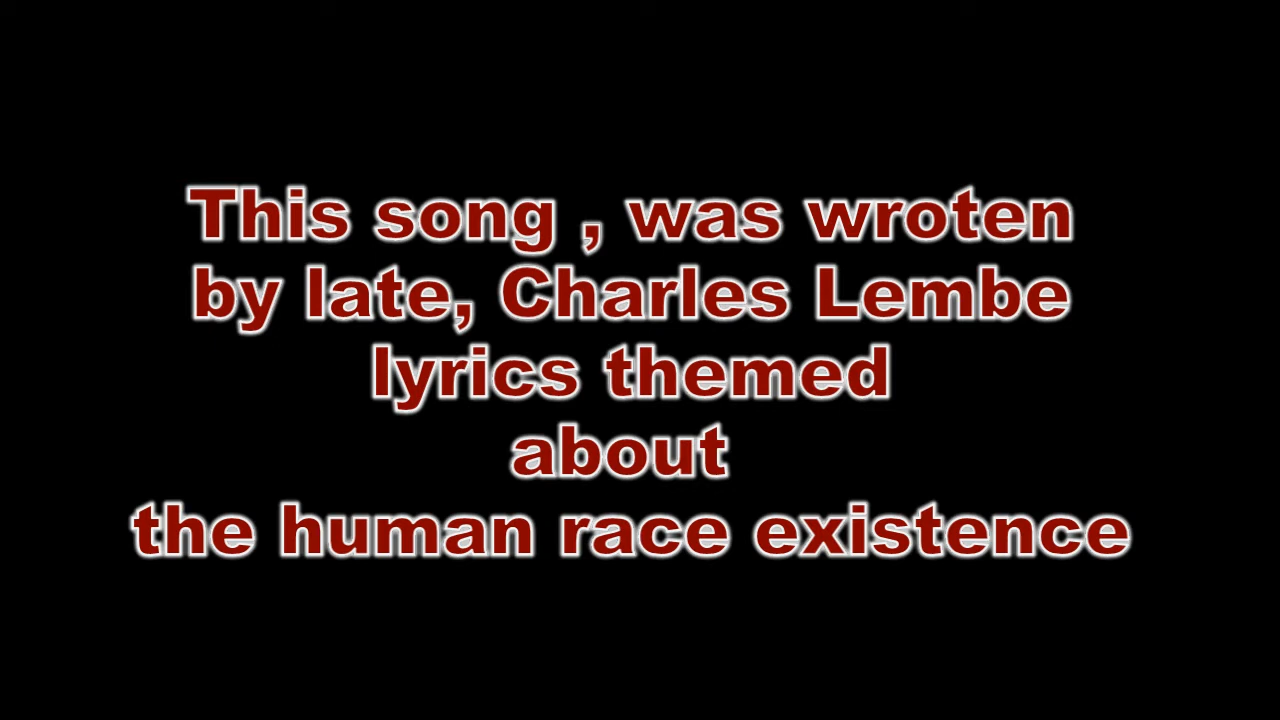 This song , was wroten
by late, Charles Lembe
lyrics themed
about
the human race existence